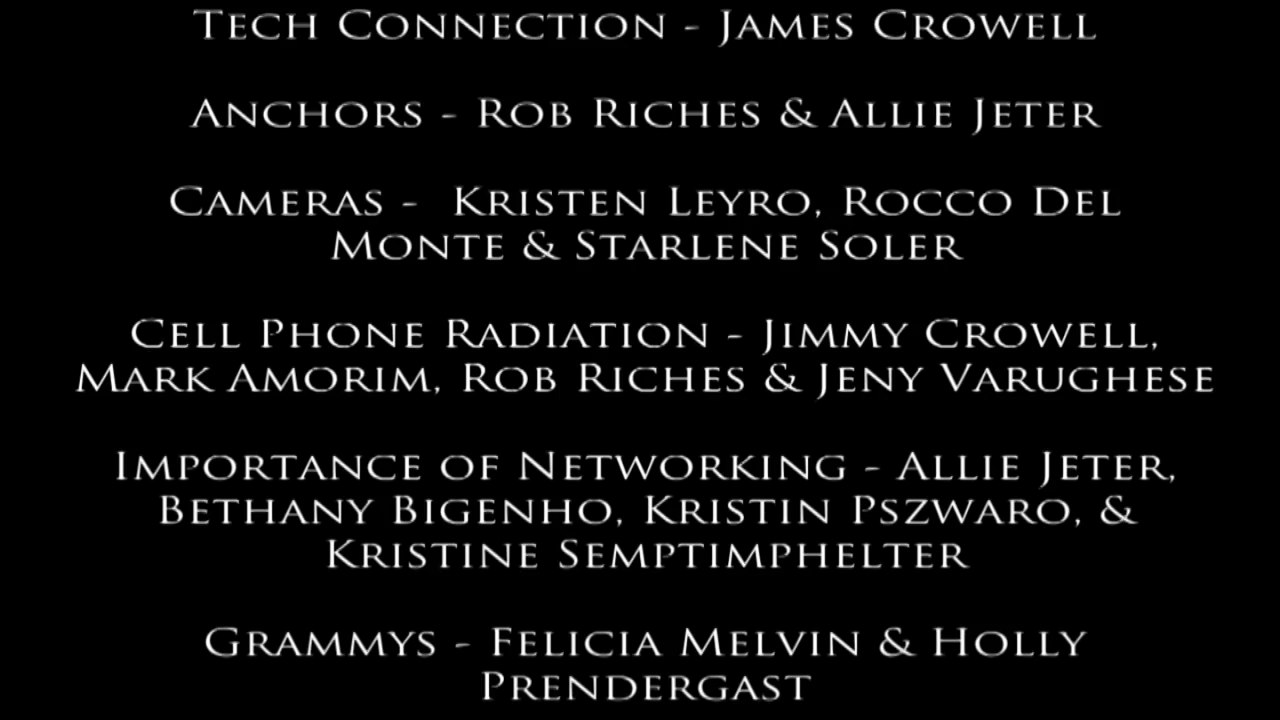 Tech Connection - James Crowell
Anchors - Rob Riches & Allie Jeter
Cameras - Kristen Leyro, Rocco Del
Monte & Starlene Soler
Cell Phone Radiation - Jimmy Crowell,
Mark Amorim, Rob Riches & Jeny Varughese
Importance of Networking - Allie Jeter,
Bethany Bigenho, Kristin Pszwaro, &
Kristine Semptimphelter
Grammys - Felicia Melvin & Holly
Prendergast